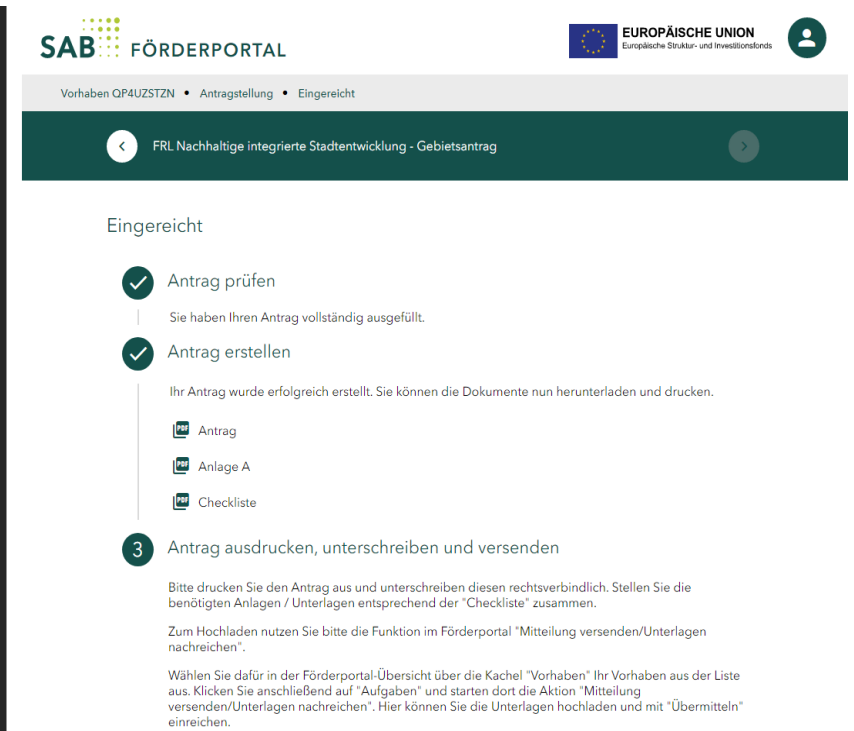 SAB FÖRDERPORTAL
EUROPÄISCHE UNION
Europäische Struktur- und Investitionsfonds
Vorhaben QP4UZSTZN • Antragstellung • Eingereicht
FRL Nachhaltige integrierte Stadtentwicklung - Gebietsantrag
Eingereicht
Antrag prüfen
Sie haben Ihren Antrag vollständig ausgefüllt.
Antrag erstellen
Ihr Antrag wurde erfolgreich erstellt. Sie können die Dokumente nun herunterladen und drucken.
PDF Antrag
PDF Anlage A
PDF Checkliste
3 Antrag ausdrucken, unterschreiben und versenden
Bitte drucken Sie den Antrag aus und unterschreiben diesen rechtsverbindlich. Stellen Sie die
benötigten Anlagen / Unterlagen entsprechend der "Checkliste" zusammen.
Zum Hochladen nutzen Sie bitte die Funktion im Förderportal "Mitteilung versenden/Unterlagen
nachreichen".
Wählen Sie dafür in der Förderportal-Übersicht über die Kachel "Vorhaben" Ihr Vorhaben aus der Liste
aus. Klicken Sie anschließend auf "Aufgaben" und starten dort die Aktion "Mitteilung
versenden/Unterlagen nachreichen". Hier können Sie die Unterlagen hochladen und mit "Übermitteln"
einreichen.